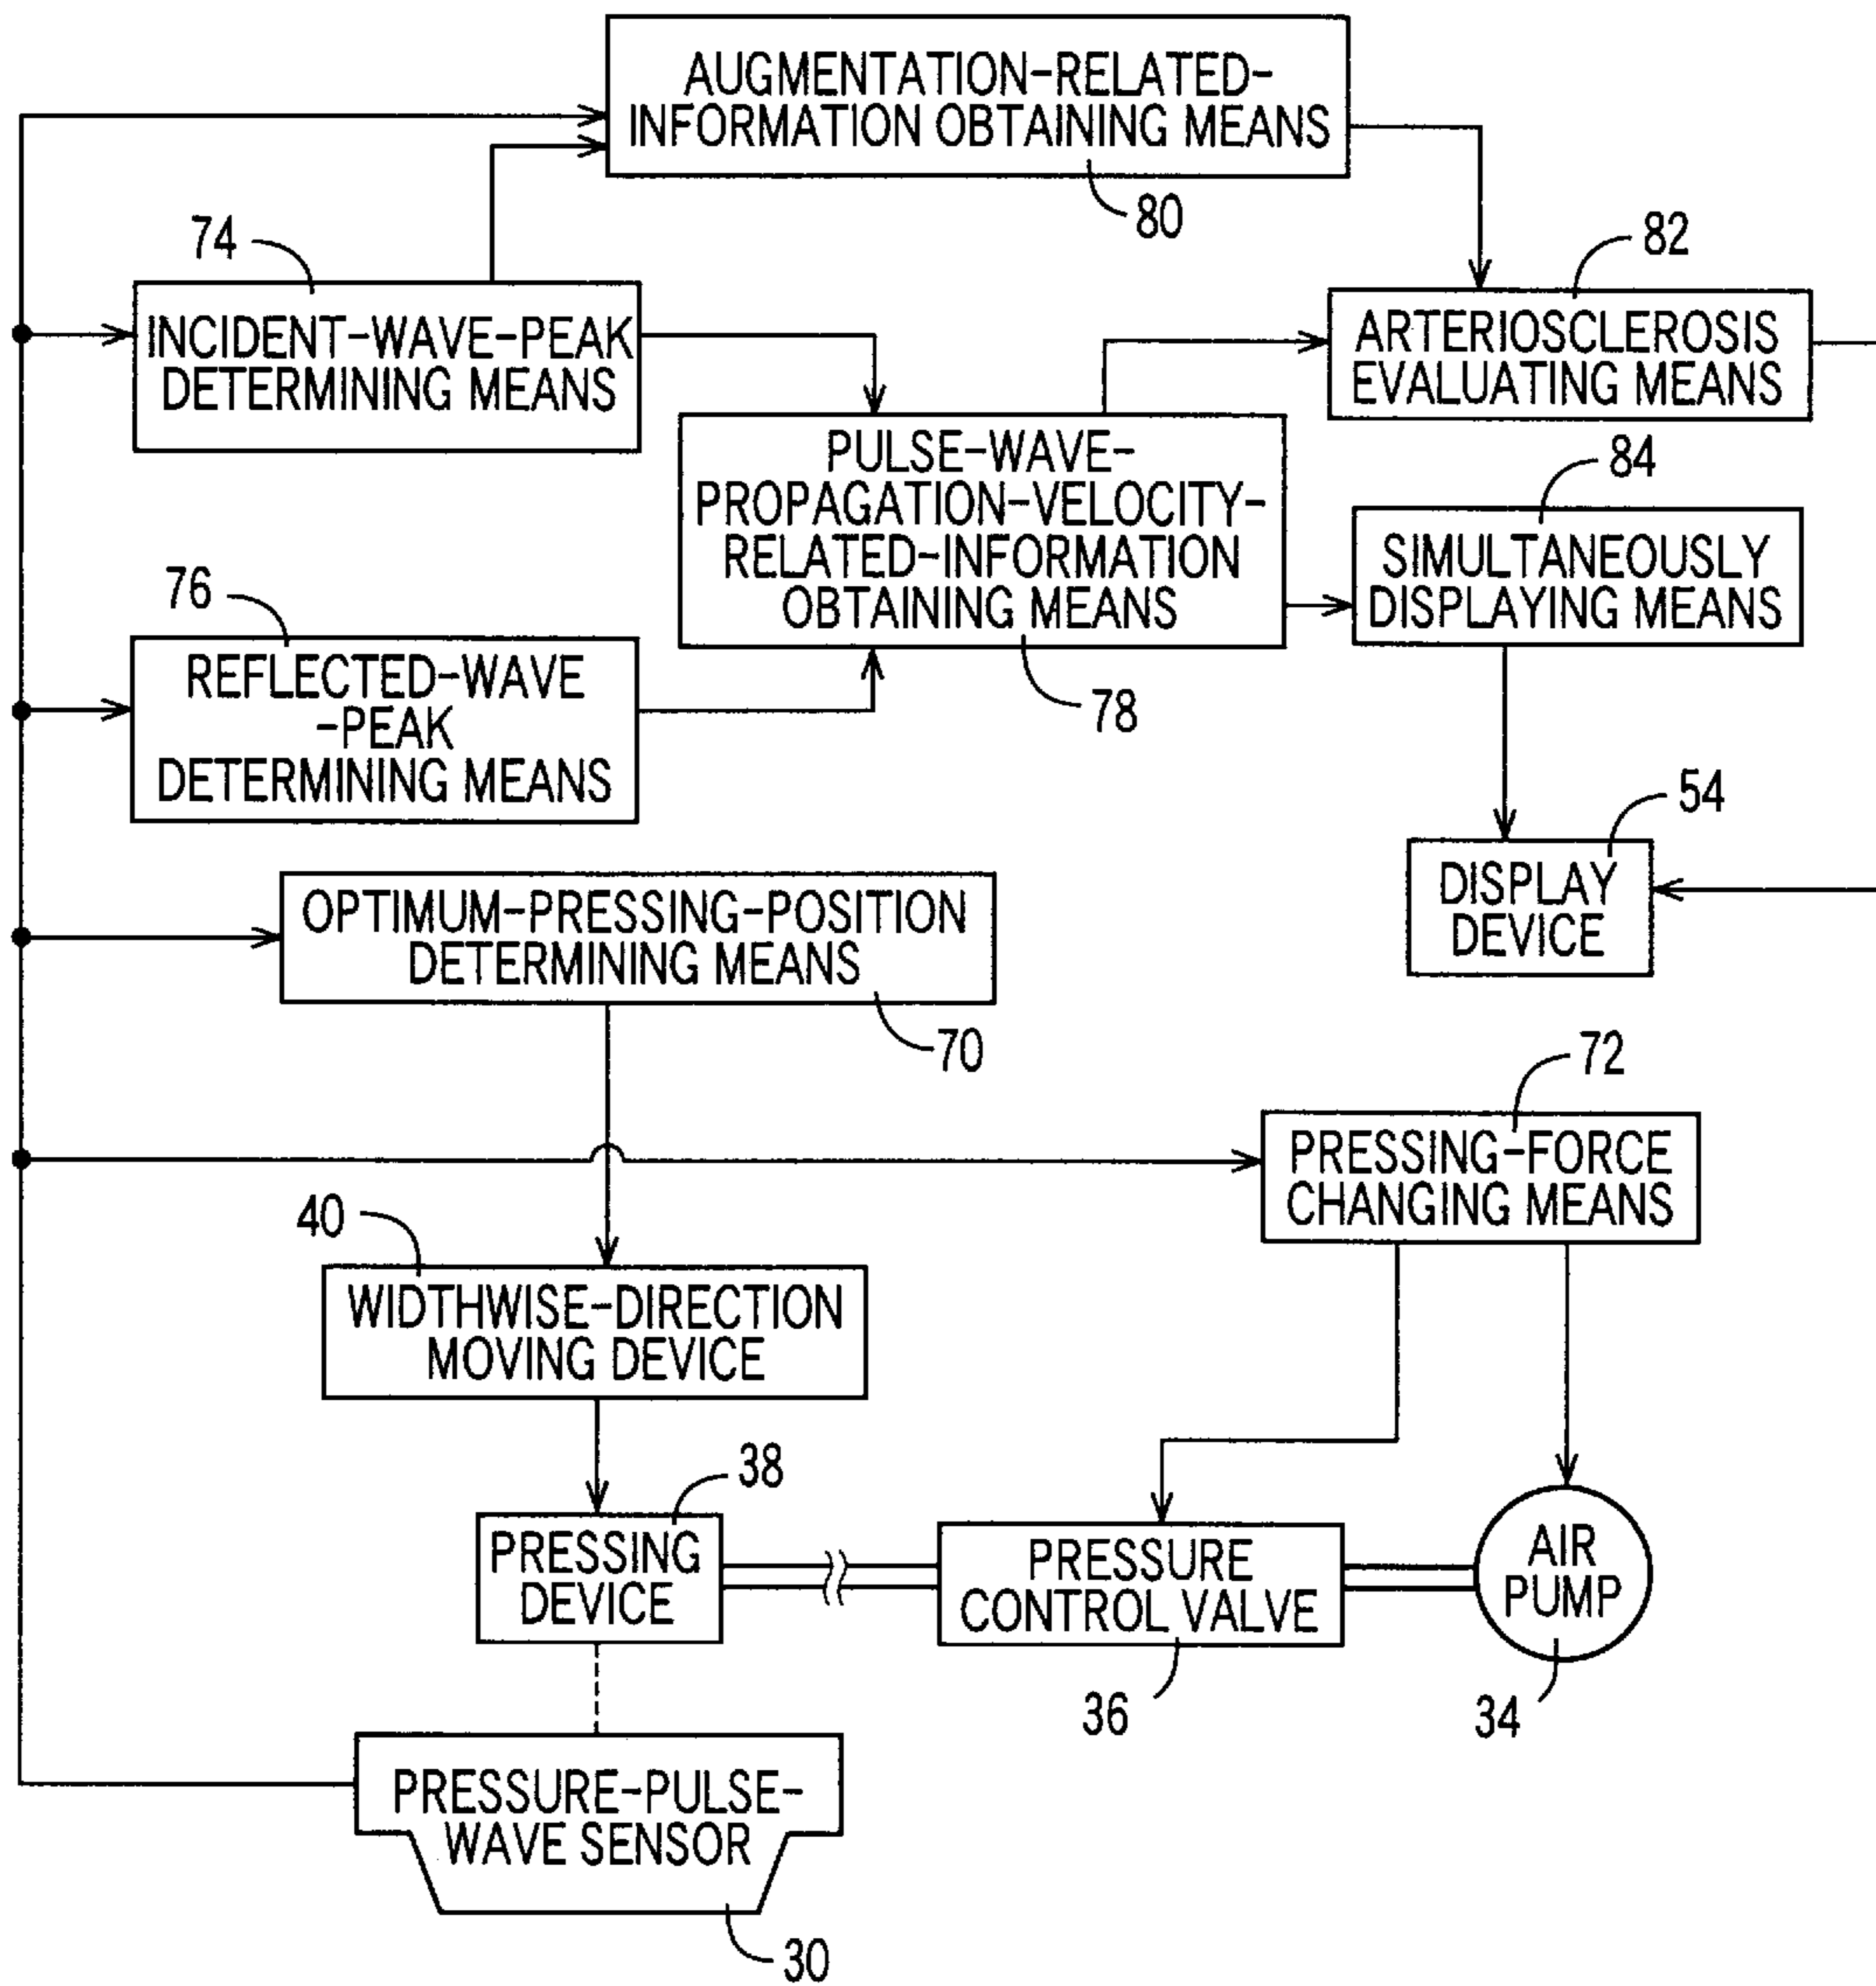 AUGMENTATION-RELATED-
INFORMATION OBTAINING MEANS
80
74
82
INCIDENT-WAVE-PEAK
DETERMINING MEANS
ARTERIOSCLEROSIS
EVALUATING MEANS
PULSE-WAVE-
PROPAGATION-VELOCITY-
RELATED-INFORMATION
OBTAINING MEANS
84
SIMULTANEOUSLY
DISPLAYING MEANS
76
REFLECTED-WAVE
-PEAK
DETERMINING MEANS
78
54
DISPLAY
DEVICE
OPTIMUM-PRESSING-POSITION
DETERMINING MEANS
70
72
PRESSING-FORCE
CHANGING MEANS
40
WIDTHWISE-DIRECTION
MOVING DEVICE
38
PRESSING
DEVICE
PRESSURE
CONTROL VALVE
AIR
PUMP
36
34
PRESSURE-PULSE-
WAVE SENSOR
30